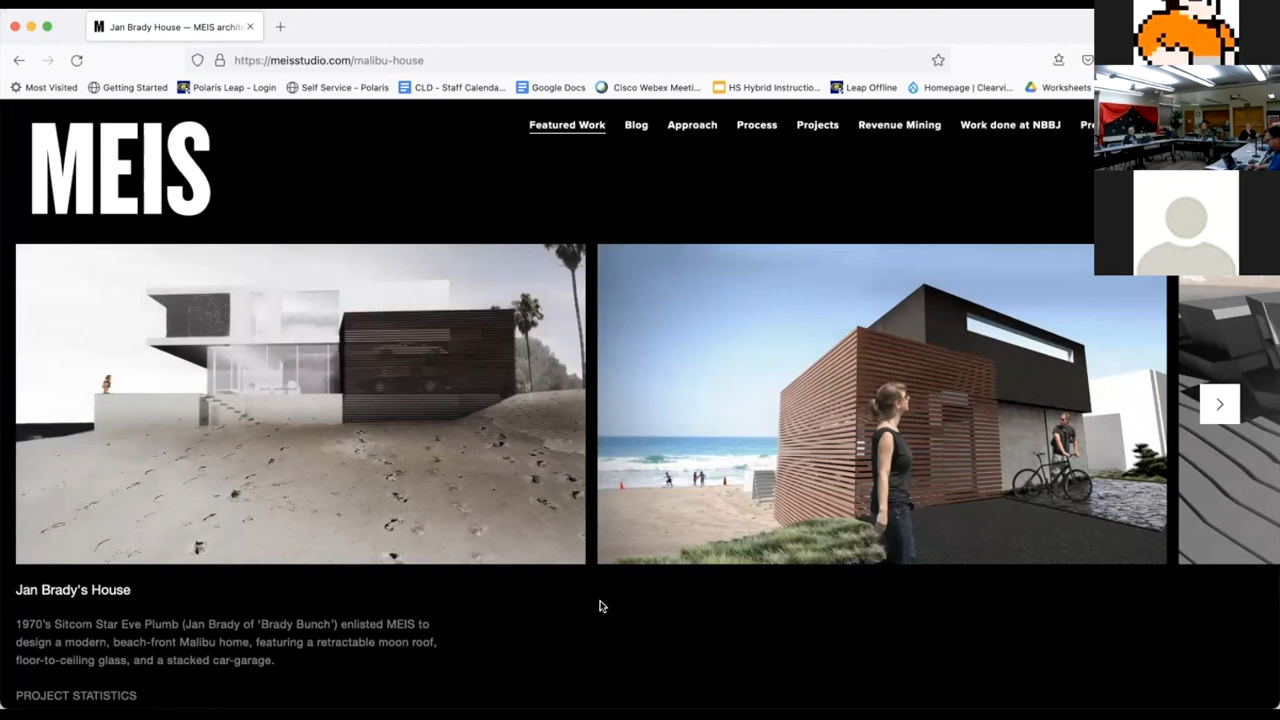 Jan Brady House — MEIS archit
https://meisstudio.com/malibu-house
Most Visited Getting Started Polaris Leap - Login Self Service - Polaris CLD - Staff Calenda... Google Docs Cisco Webex Meeti... HS Hybrid Instructio... Leap Offline Homepage | Clearvi... Worksheets
Featured Work Blog Approach Process Projects Revenue Mining Work done at NBBJ
MEIS
Jan Brady's House
1970's Sitcom Star Eve Plumb (Jan Brady of 'Brady Bunch') enlisted MEIS to
design a modern, beach-front Malibu home, featuring a retractable moon roof,
floor-to-ceiling glass, and a stacked car-garage.
PROJECT STATISTICS